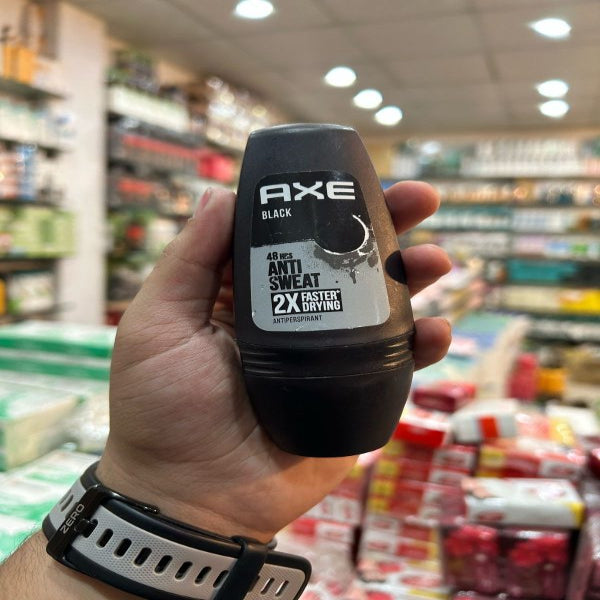 AXE
BLACK
48 HRS
ANTI
SWEAT
2X FASTER
DRYING
ANTIPERSPIRANT
ZERO